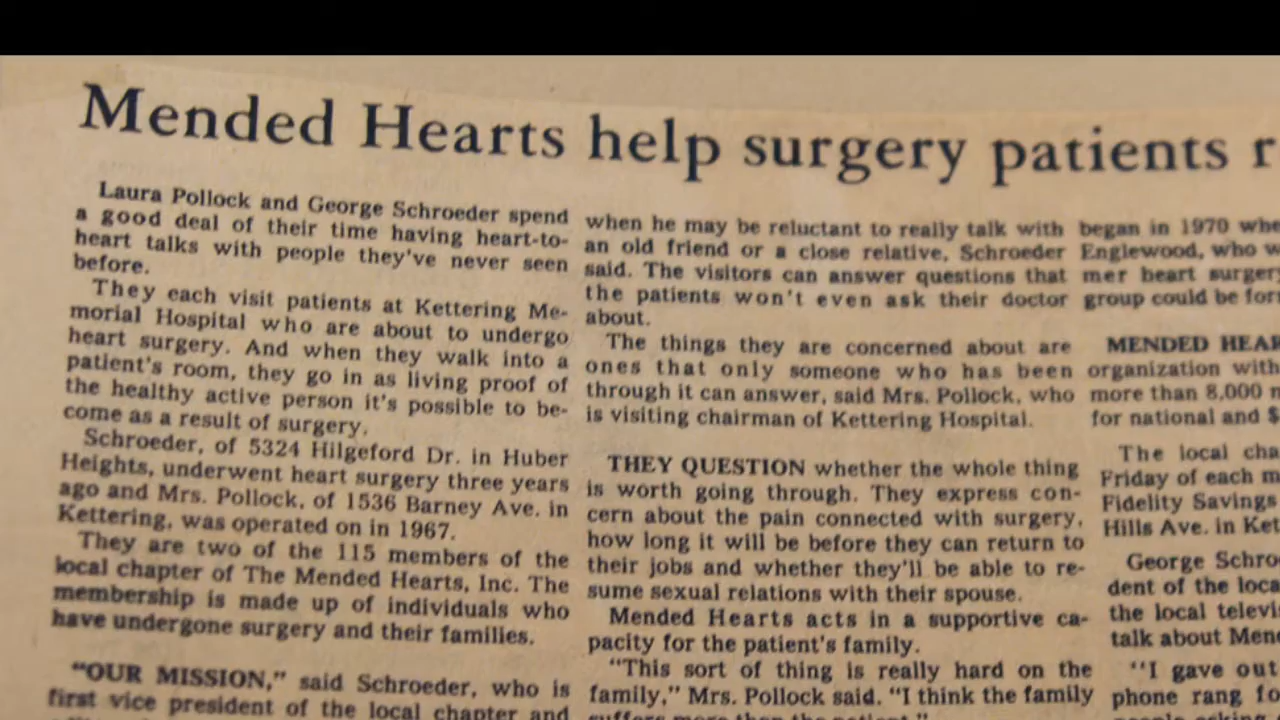 Mended Hearts help surgery patients r
Laura Pollock and George Schroeder spend
a good deal of their time having heart-to-
heart talks with people they've never seen
before.
They each visit patients at Kettering Me-
morial Hospital who are about to undergo
heart surgery. And when they walk into a
patient's room, they go in as living proof of
the healthy active person it's possible to be-
come as a result of surgery.
Schroeder, of 5324 Hilgeford Dr. in Huber
Heights, underwent heart surgery three years
ago and Mrs. Pollock, of 1536 Barney Ave. in
Kettering, was operated on in 1967.
They are two of the 115 members of the
local chapter of The Mended Hearts, Inc. The
membership is made up of individuals who
have undergone surgery and their families.
"OUR MISSION," said Schroeder, who is
first vice president of the local chapter and
when he may be reluctant to really talk with
an old friend or a close relative, Schroeder
said. The visitors can answer questions that
the patients won't even ask their doctor
about.
The things they are concerned about are
ones that only someone who has been
through it can answer, said Mrs. Pollock, who
is visiting chairman of Kettering Hospital.
THEY QUESTION whether the whole thing
is worth going through. They express con-
cern about the pain connected with surgery,
how long it will be before they can return to
their jobs and whether they'll be able to re-
sume sexual relations with their spouse.
Mended Hearts acts in a supportive ca-
pacity for the patient's family.
"This sort of thing is really hard on the
family," Mrs. Pollock said. "I think the family
suffers more than the patient."
began in 1970 whe
Englewood, who w
mer heart surger
group could be for
MENDED HEAR
organization with
more than 8,000 m
for national and $
The local cha
Friday of each m
Fidelity Savings
Hills Ave. in Ket
George Schro
dent of the loca
the local televi
talk about Men
"I gave out
phone rang fo